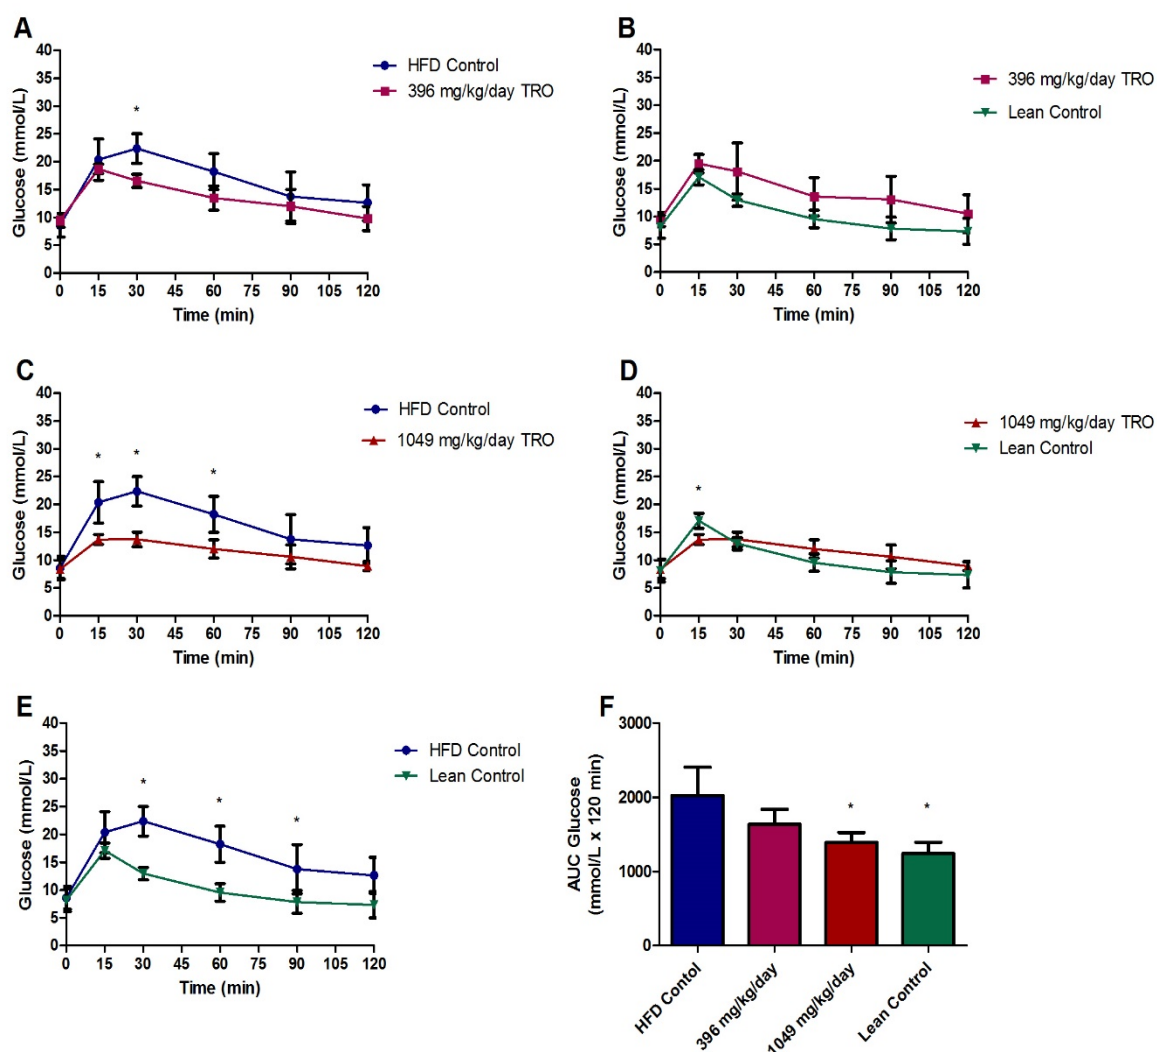 A
40
35
30
25
20
15
10
5
0
Glucose (mmol/L)
*
HFD Control
396 mg/kg/day TRO
0 15 30 45 60 75 90 105 120
Time (min)
B
40
35
30
25
20
15
10
5
0
Glucose (mmol/L)
396 mg/kg/day TRO
Lean Control
0 15 30 45 60 75 90 105 120
Time (min)
C
40
35
30
25
20
15
10
5
0
Glucose (mmol/L)
* * *
HFD Control
1049 mg/kg/day TRO
0 15 30 45 60 75 90 105 120
Time (min)
D
40
35
30
25
20
15
10
5
0
Glucose (mmol/L)
*
1049 mg/kg/day TRO
Lean Control
0 15 30 45 60 75 90 105 120
Time (min)
E
40
35
30
25
20
15
10
5
0
Glucose (mmol/L)
* * *
HFD Control
Lean Control
0 15 30 45 60 75 90 105 120
Time (min)
F
3000
2000
1000
0
AUC Glucose
(mmol/L x 120 min)
* *
HFD Contol
396 mg/kg/day
1049 mg/kg/day
Lean Control